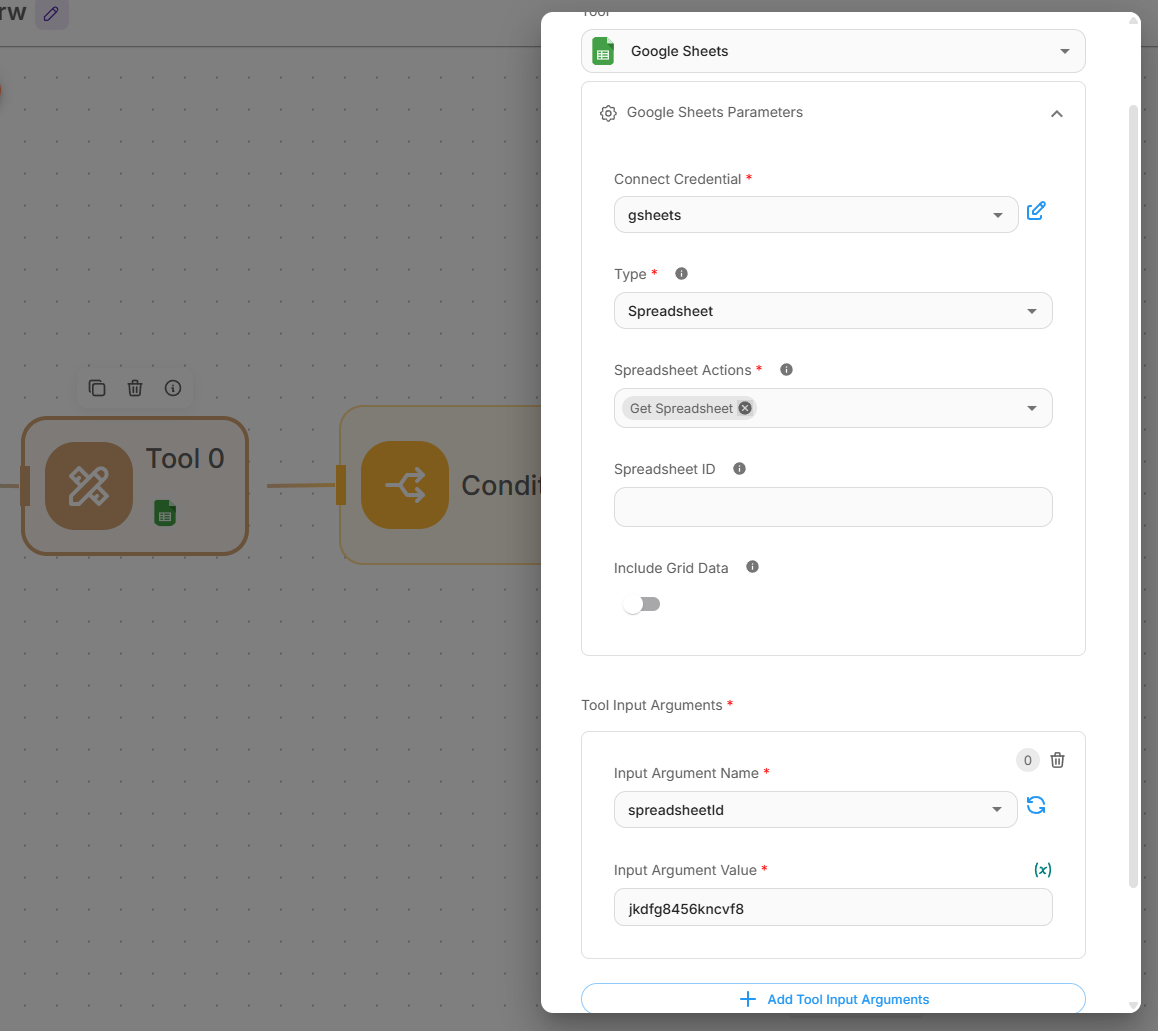 rw
Tool
Google Sheets
Google Sheets Parameters
Connect Credential *
gsheets
Type *
Spreadsheet
Spreadsheet Actions *
Get Spreadsheet
Spreadsheet ID
Include Grid Data
Tool Input Arguments *
0
Input Argument Name *
spreadsheetId
Input Argument Value *
(x)
jkdfg8456kncvf8
Add Tool Input Arguments
Tool 0
Condit